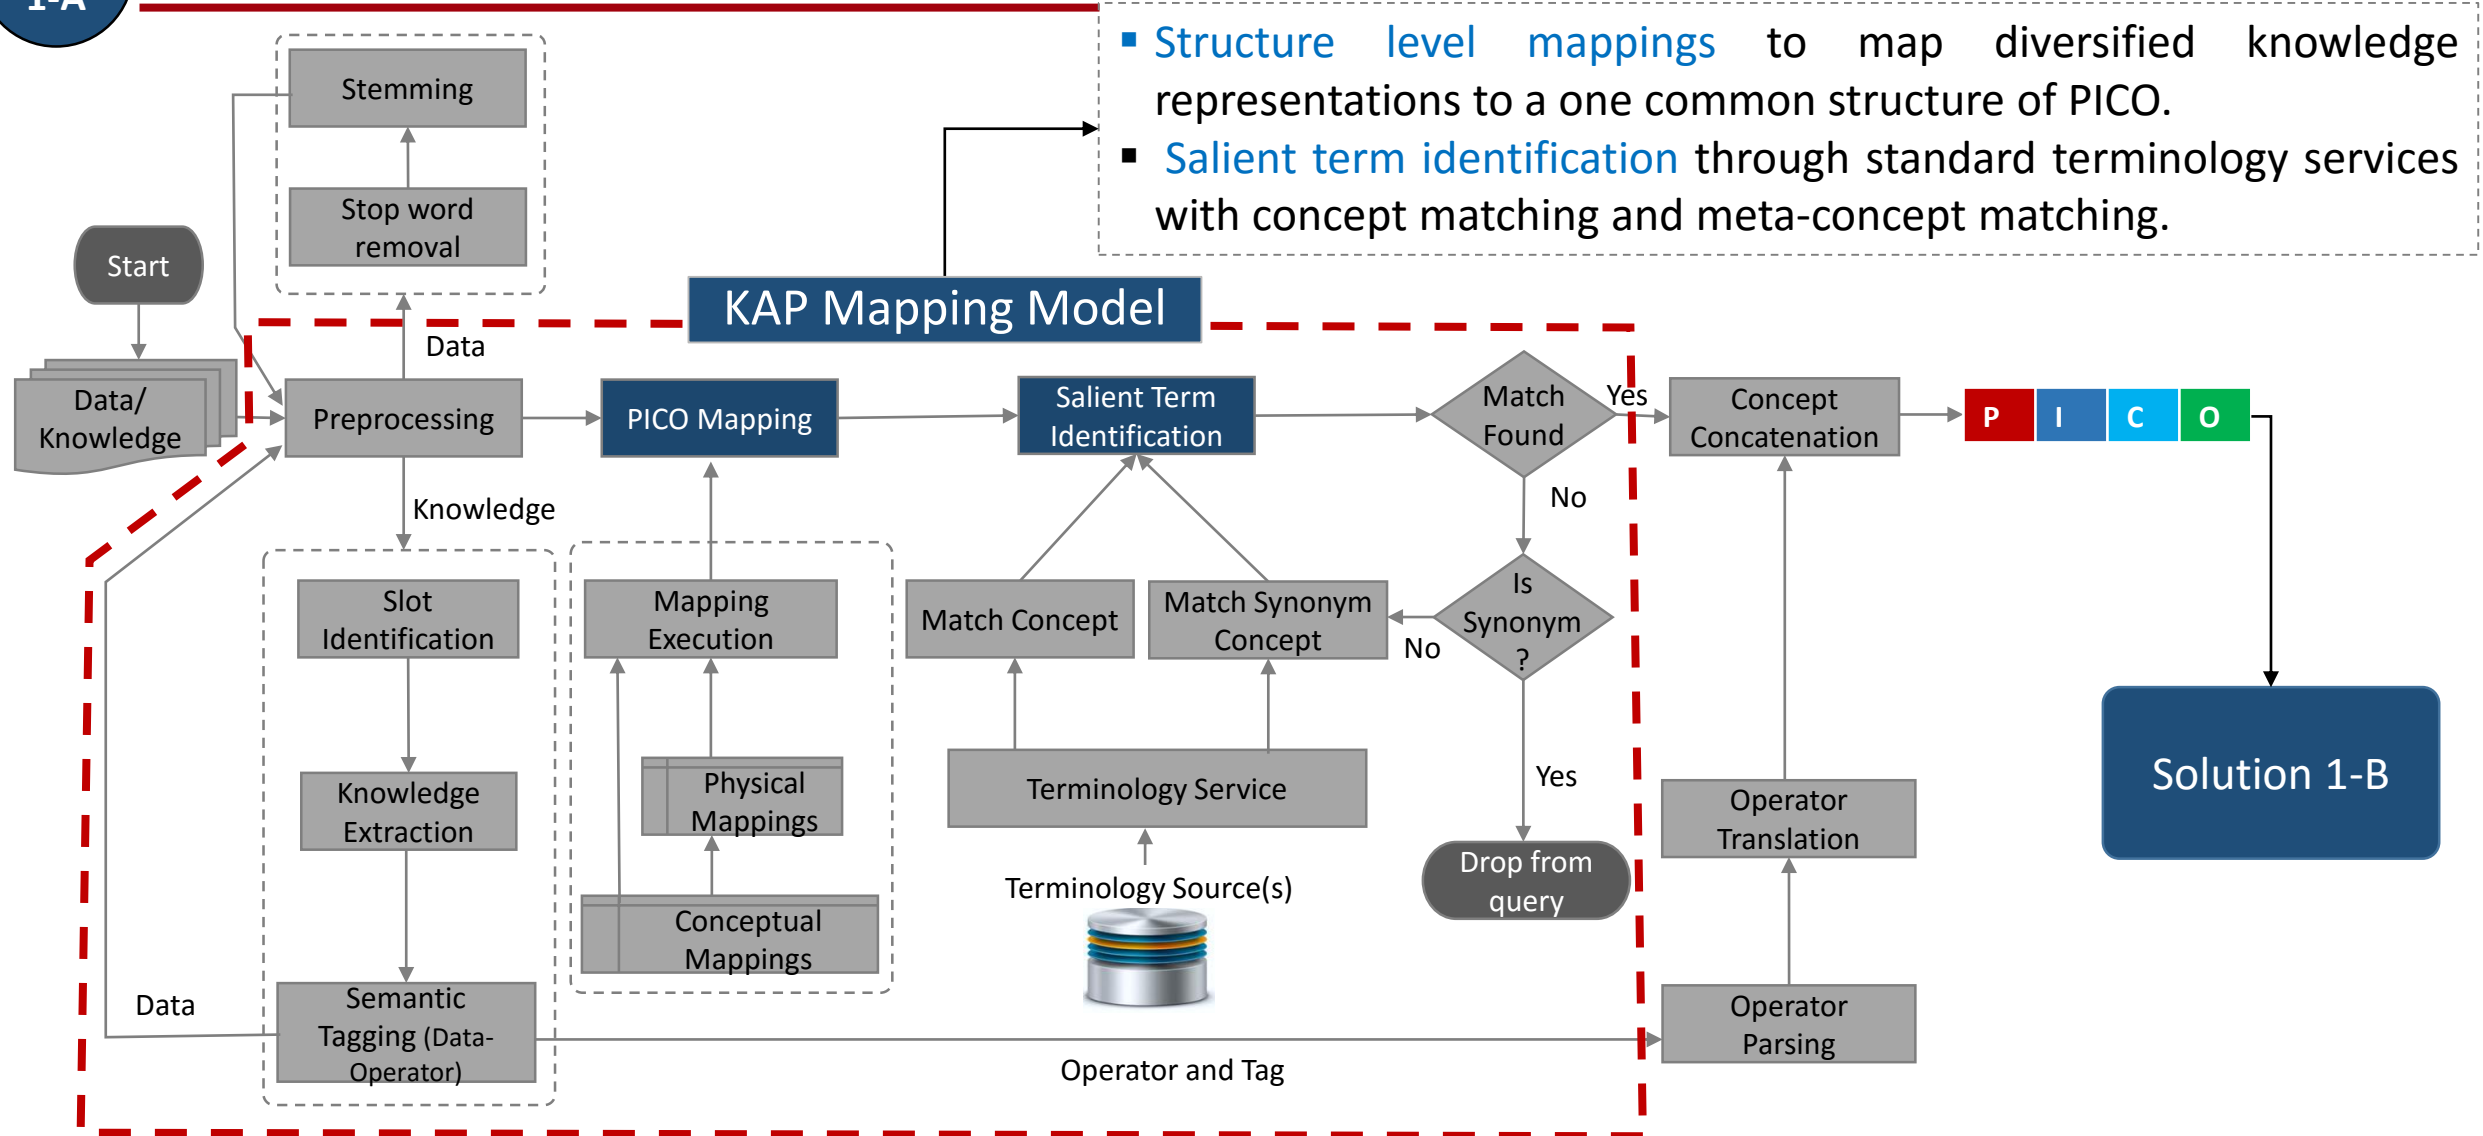 1-A
▪ Structure level mappings to map diversified knowledge
representations to a one common structure of PICO.
▪ Salient term identification through standard terminology services
with concept matching and meta-concept matching.
Stemming
Stop word
removal
Start
KAP Mapping Model
Data
Data/
Knowledge
Preprocessing
PICO Mapping
Salient Term
Identification
Match
Found
Yes
Concept
Concatenation
P I C O
Knowledge
No
Slot
Identification
Mapping
Execution
Match Concept
Match Synonym
Concept
No
Is
Synonym
?
Knowledge
Extraction
Physical
Mappings
Terminology Service
Yes
Operator
Translation
Solution 1-B
Conceptual
Mappings
Terminology Source(s)
Drop from
query
Data
Semantic
Tagging (Data-
Operator)
Operator and Tag
Operator
Parsing